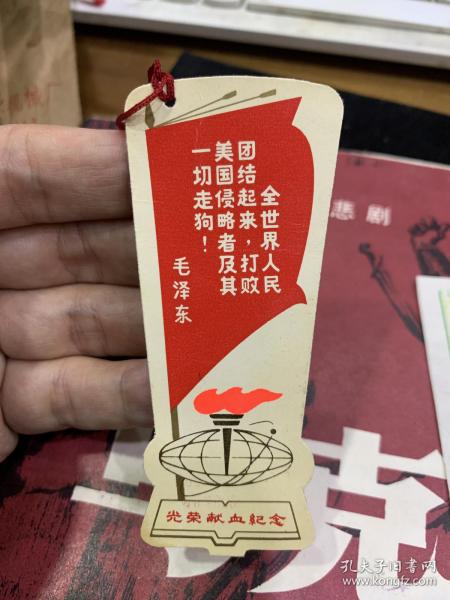 全世界人民
团结起来，打败
美国侵略者及其
一切走狗！
毛泽东
光荣献血纪念
悲剧
克
孔夫子旧书网
www.kongfz.com